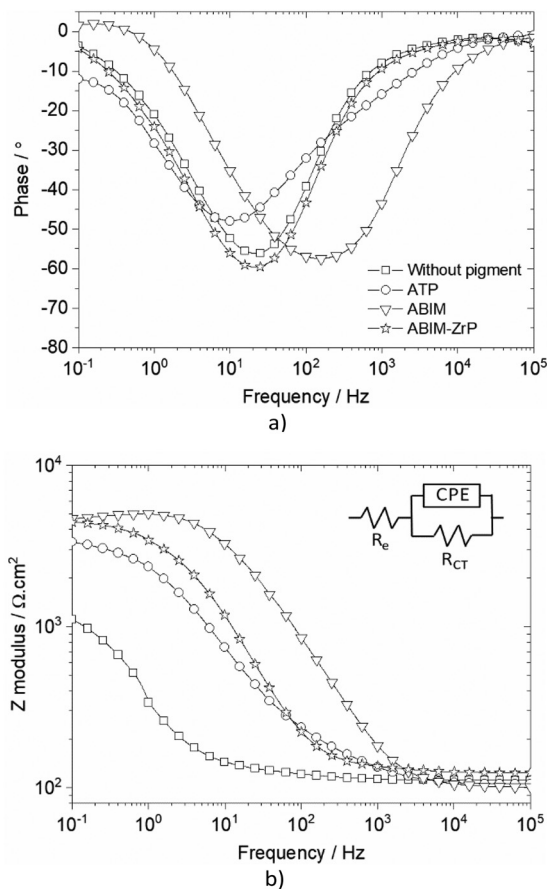 0
-10
-20
-30
-40
-50
-60
-70
-80
Phase / °
Without pigment
ATP
ABIM
ABIM-ZrP
10⁻¹ 10⁰ 10¹ 10² 10³ 10⁴ 10⁵
Frequency / Hz
a)
10⁴
10³
10²
Z modulus / Ω.cm²
CPE
Rₑ
R_CT
10⁻¹ 10⁰ 10¹ 10² 10³ 10⁴ 10⁵
Frequency / Hz
b)